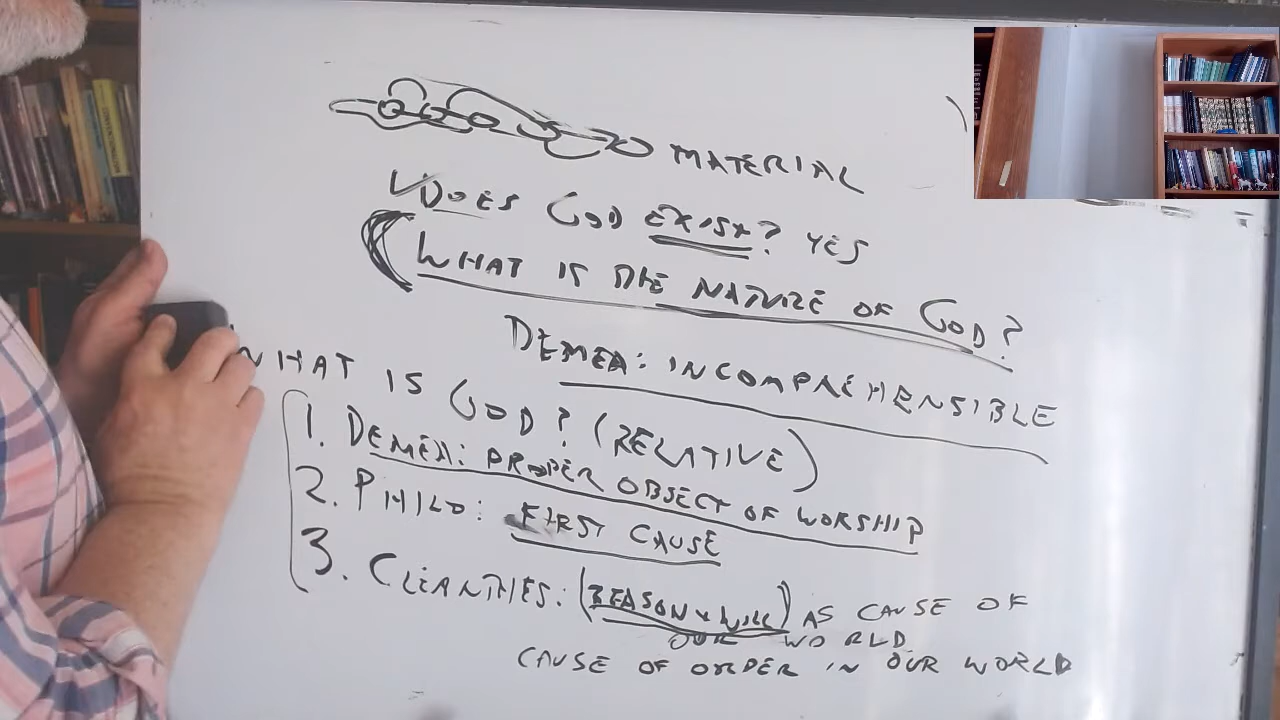 MATERIAL
DOES GOD EXIST? YES
WHAT IS THE NATURE OF GOD?
DEMEA: INCOMPREHENSIBLE
WHAT IS GOD? (RELATIVE)
1. DEMEA: PROPER OBJECT OF WORSHIP
2. PHILO: FIRST CAUSE
3. CLEANTHES: (REASON & WILL) AS CAUSE OF
OUR WORLD
CAUSE OF ORDER IN OUR WORLD